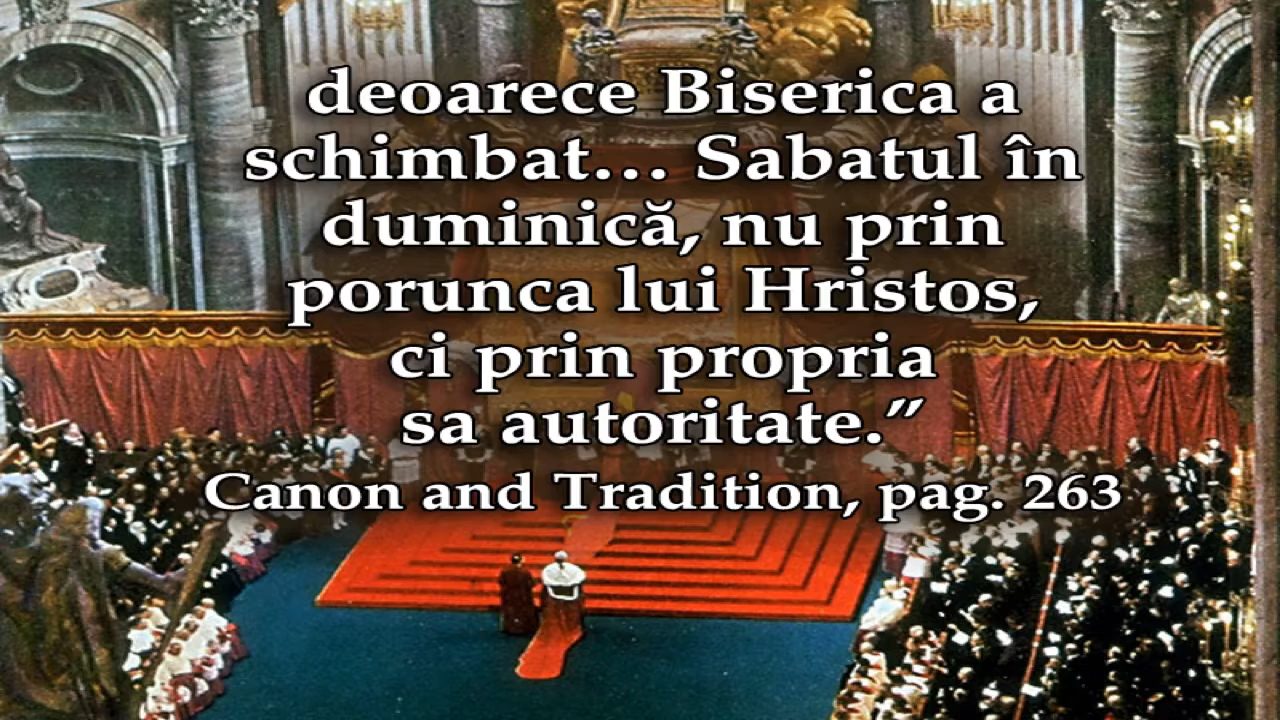 deoarece Biserica a
schimbat... Sabatul în
duminică, nu prin
porunca lui Hristos,
ci prin propria
sa autoritate.”
Canon and Tradition, pag. 263